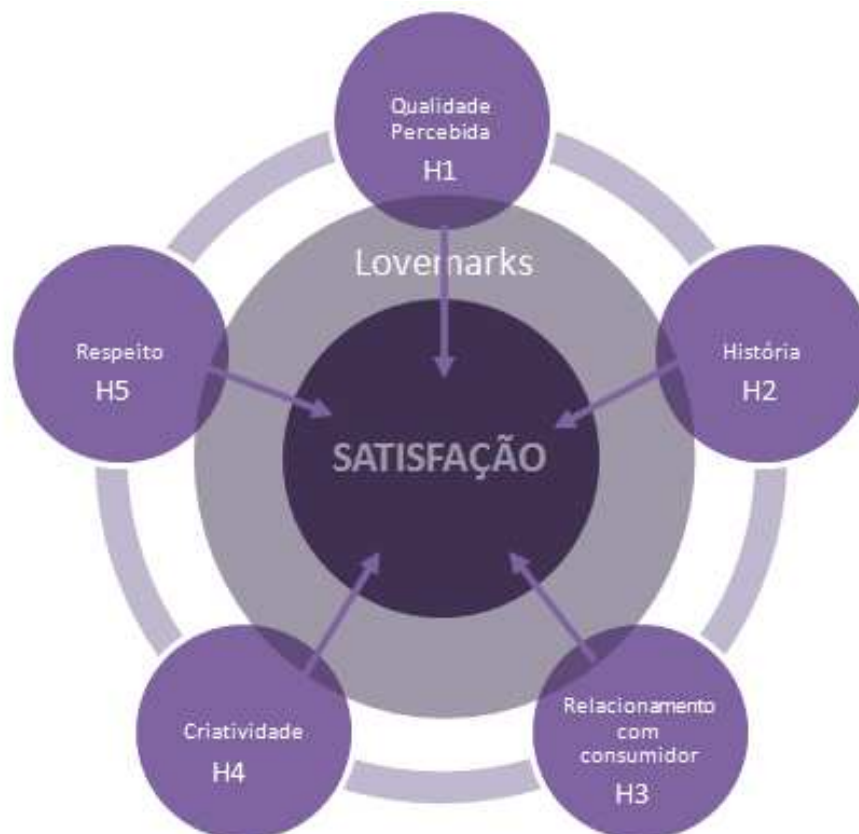 Qualidade
Percebida
H1
Lovemarks
Respeito
H5
História
H2
SATISFAÇÃO
Criatividade
H4
Relacionamento
com
consumidor
H3